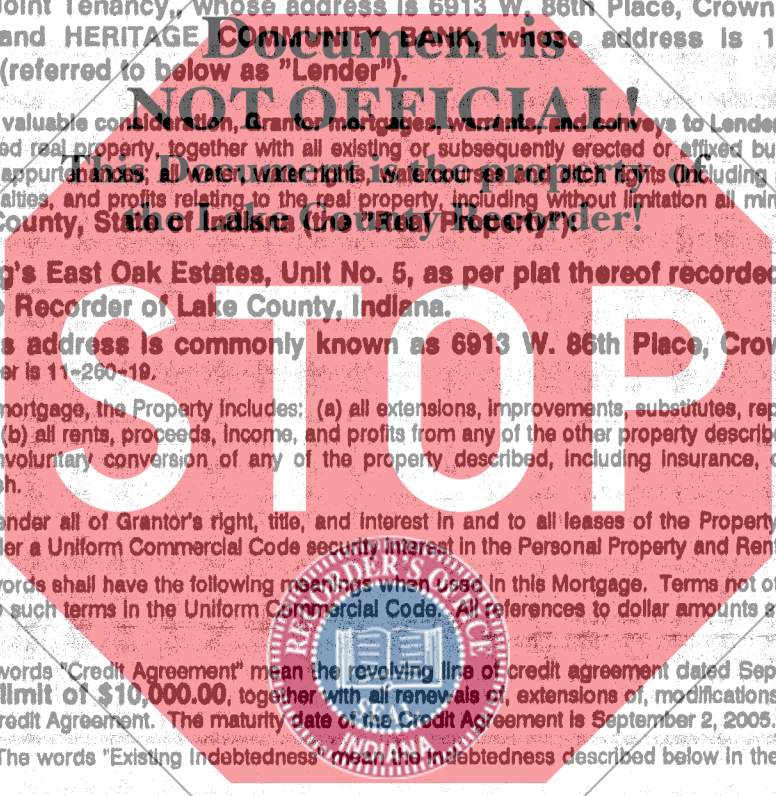 Joint Tenancy,, whose address is 6913 W. 86th Place, Crown
and HERITAGE COMMUNITY BANK, whose address is 1
(referred to below as "Lender").
Document is
NOT OFFICIAL!
This Document is the property of
the Lake County Recorder!
valuable consideration, Grantor mortgages, warrants, and conveys to Lender
ed real property, together with all existing or subsequently erected or affixed bu
appurtenances; all water, water rights, watercourses and ditch rights (including
alties, and profits relating to the real property, including without limitation all min
County, State of Indiana (the "Real Property"):
g's East Oak Estates, Unit No. 5, as per plat thereof recorded
Recorder of Lake County, Indiana.
s address is commonly known as 6913 W. 86th Place, Crow
er is 11-260-19.
STOP
mortgage, the Property includes: (a) all extensions, improvements, substitutes, rep
(b) all rents, proceeds, income, and profits from any of the other property describe
nvoluntary conversion of any of the property described, including insurance,
sh.
ender all of Grantor's right, title, and interest in and to all leases of the Property
der a Uniform Commercial Code security interest in the Personal Property and Ren
words shall have the following meanings when used in this Mortgage. Terms not ot
such terms in the Uniform Commercial Code. All references to dollar amounts s
words "Credit Agreement" mean the revolving line of credit agreement dated Sep
limit of $10,000.00, together with all renewals of, extensions of, modifications
redit Agreement. The maturity date of the Credit Agreement is September 2, 2005.
The words "Existing Indebtedness" mean the indebtedness described below in the
RECORDER'S OFFICE
SEAL
INDIANA